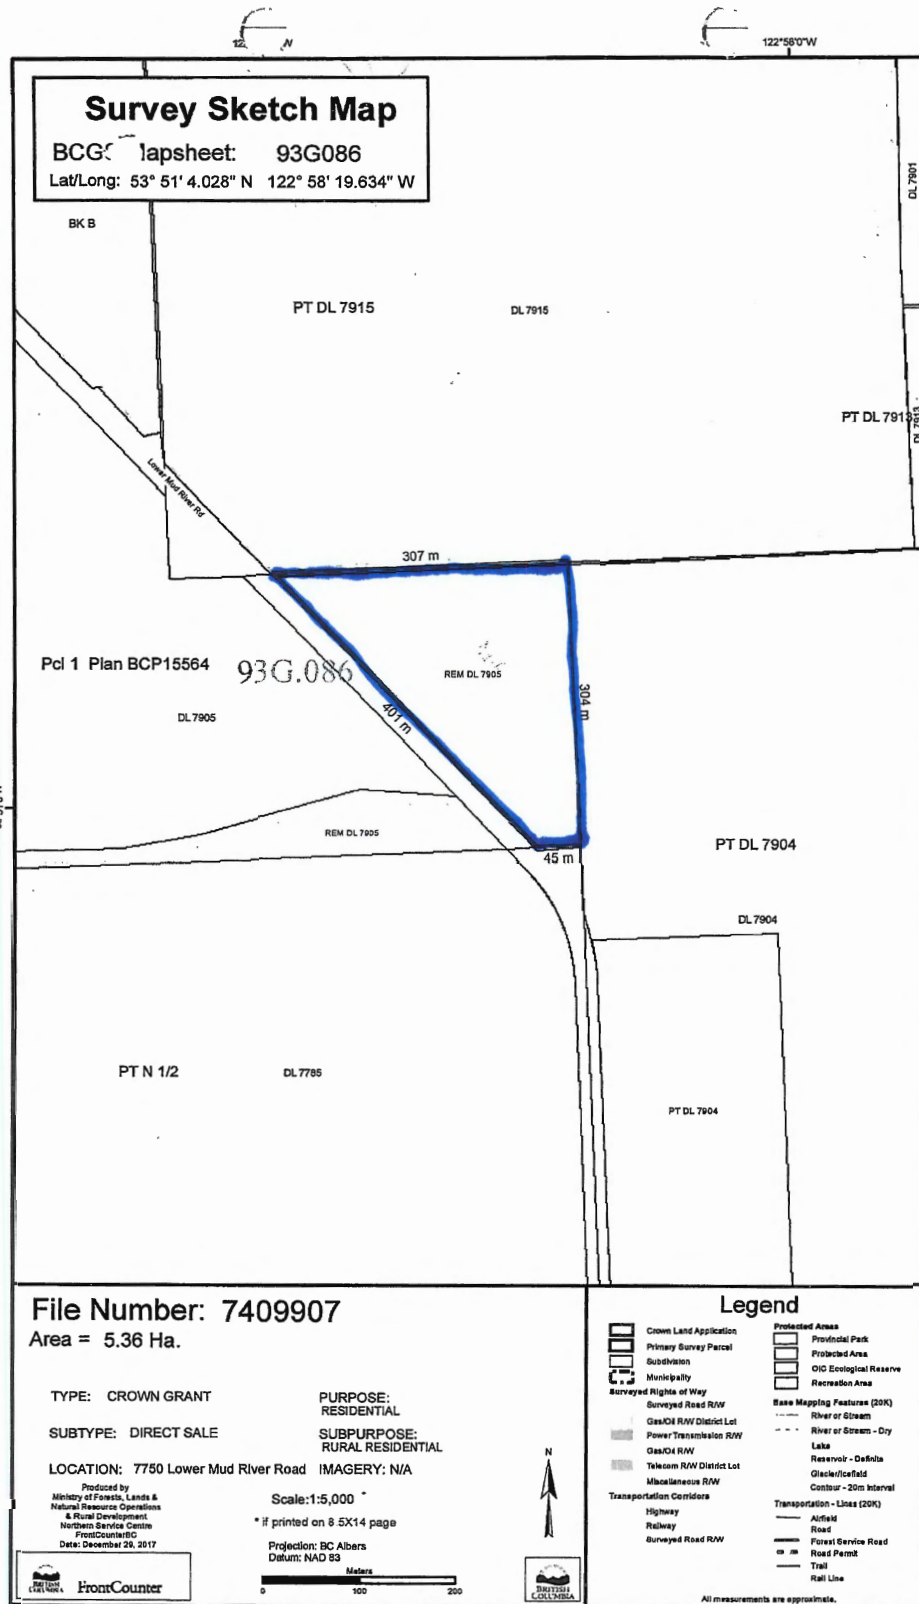 122°58'0"W
Survey Sketch Map
BCGS Mapsheet: 93G086
Lat/Long: 53° 51' 4.028" N 122° 58' 19.634" W
BK B
PT DL 7915
DL 7915
DL 7901
PT DL 7913
DL 7913
Lower Mud River Rd
307 m
Pcl 1 Plan BCP15564
93G.086
REM DL 7905
304 m
401 m
DL 7905
REM DL 7905
45 m
PT DL 7904
DL 7904
PT N 1/2
DL 7785
PT DL 7904
File Number: 7409907
Area = 5.36 Ha.
TYPE: CROWN GRANT
PURPOSE:
RESIDENTIAL
SUBTYPE: DIRECT SALE
SUBPURPOSE:
RURAL RESIDENTIAL
LOCATION: 7750 Lower Mud River Road IMAGERY: N/A
Produced by
Ministry of Forests, Lands &
Natural Resource Operations
& Rural Development
Northern Service Centre
FrontCounterBC
Date: December 29, 2017
Scale:1:5,000 *
* if printed on 8.5X14 page
Projection: BC Albers
Datum: NAD 83
Meters
0 100 200
N
BRITISH
COLUMBIA
FrontCounter
BRITISH
COLUMBIA
Legend
Crown Land Application
Primary Survey Parcel
Subdivision
Municipality
Surveyed Rights of Way
Surveyed Road R/W
Gas/Oil R/W District Lot
Power Transmission R/W
Gas/Oil R/W
Telecom R/W District Lot
Miscellaneous R/W
Transportation Corridors
Highway
Railway
Surveyed Road R/W
Protected Areas
Provincial Park
Protected Area
OIC Ecological Reserve
Recreation Area
Base Mapping Features (20K)
River or Stream
River or Stream - Dry
Lake
Reservoir - Definite
Glacier/Icefield
Contour - 20m Interval
Transportation - Lines (20K)
Airfield
Road
Forest Service Road
Road Permit
Trail
Rail Line
All measurements are approximate.